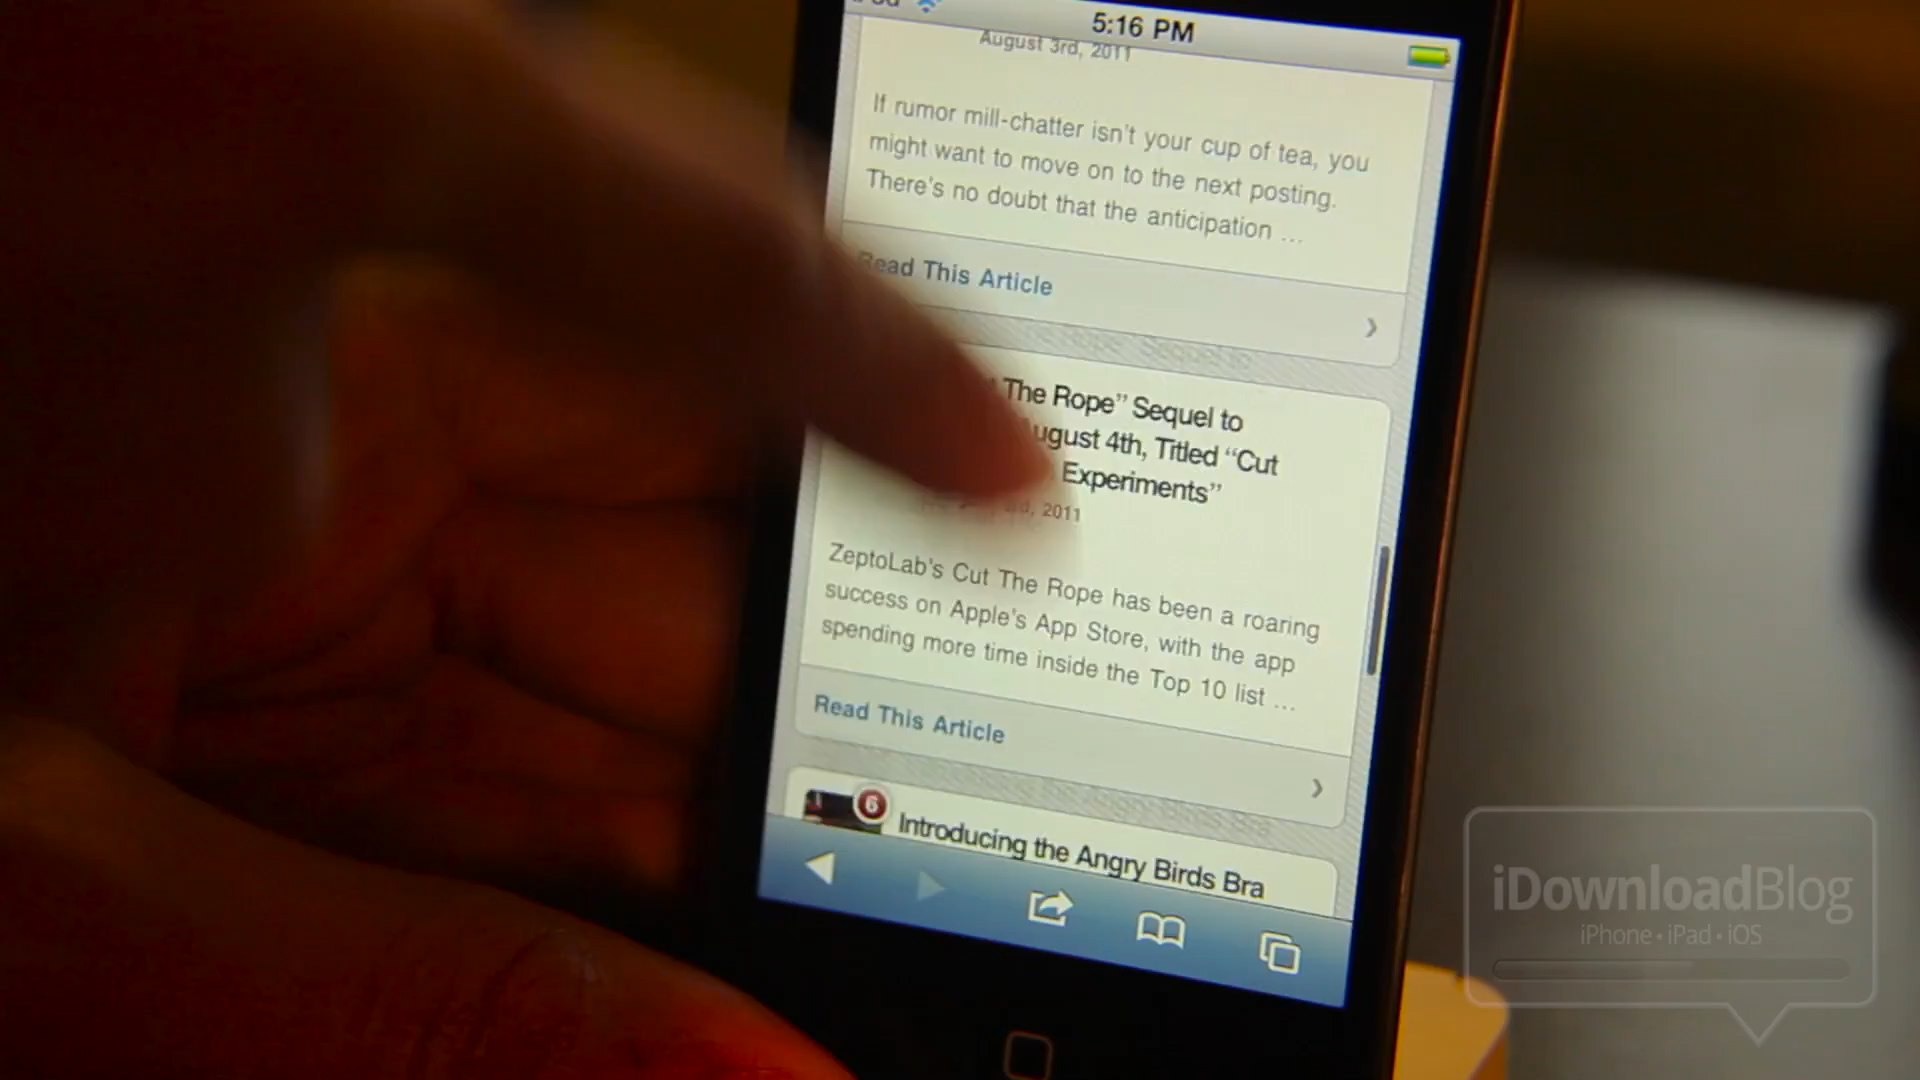 5:16 PM
August 3rd, 2011
If rumor mill-chatter isn't your cup of tea, you
might want to move on to the next posting.
There's no doubt that the anticipation ...
Read This Article
The Rope” Sequel to
August 4th, Titled “Cut
Experiments”
2011
ZeptoLab's Cut The Rope has been a roaring
success on Apple's App Store, with the app
spending more time inside the Top 10 list ...
Read This Article
6
Introducing the Angry Birds Bra
iDownloadBlog
iPhone • iPad • iOS